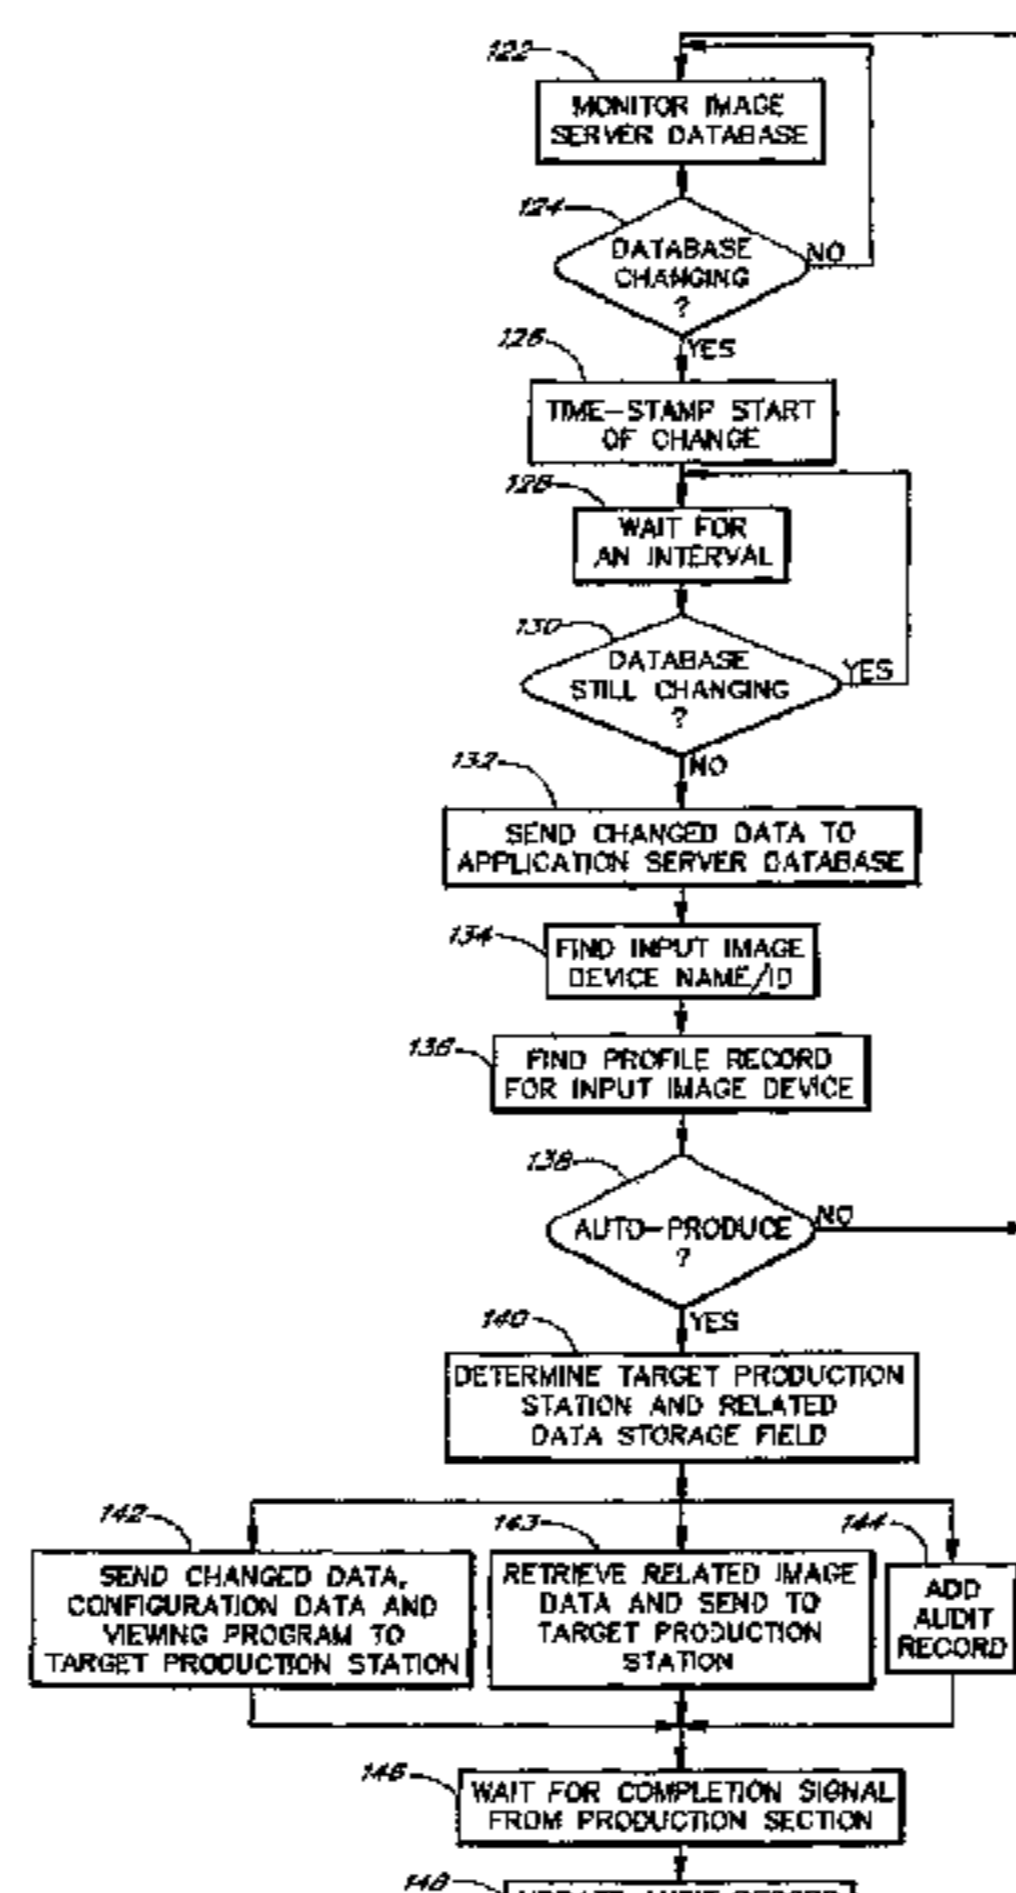 122
MONITOR IMAGE
SERVER DATABASE
124
DATABASE
CHANGING
?
NO
YES
126
TIME-STAMP START
OF CHANGE
128
WAIT FOR
AN INTERVAL
130
DATABASE
STILL CHANGING
?
YES
NO
132
SEND CHANGED DATA TO
APPLICATION SERVER DATABASE
134
FIND INPUT IMAGE
DEVICE NAME/ID
136
FIND PROFILE RECORD
FOR INPUT IMAGE DEVICE
138
AUTO-PRODUCE
?
NO
YES
140
DETERMINE TARGET PRODUCTION
STATION AND RELATED
DATA STORAGE FIELD
142
SEND CHANGED DATA,
CONFIGURATION DATA AND
VIEWING PROGRAM TO
TARGET PRODUCTION STATION
143
RETRIEVE RELATED IMAGE
DATA AND SEND TO
TARGET PRODUCTION
STATION
144
ADD
AUDIT
RECORD
146
WAIT FOR COMPLETION SIGNAL
FROM PRODUCTION SECTION
148